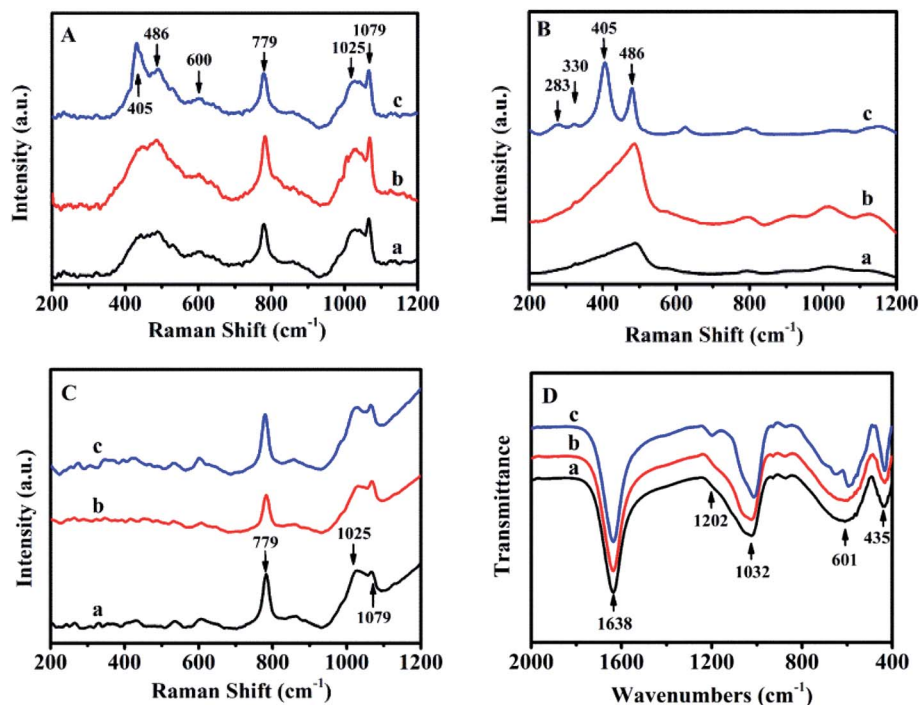 A
486
600
779
1025
1079
405
c
b
a
Intensity (a.u.)
200 400 600 800 1000 1200
Raman Shift (cm-1)
B
405
486
283
330
c
b
a
Intensity (a.u.)
200 400 600 800 1000 1200
Raman Shift (cm-1)
C
c
b
a
779
1025
1079
Intensity (a.u.)
200 400 600 800 1000 1200
Raman Shift (cm-1)
D
c
b
a
1202
1032
601
435
1638
Transmittance
2000 1600 1200 800 400
Wavenumbers (cm-1)